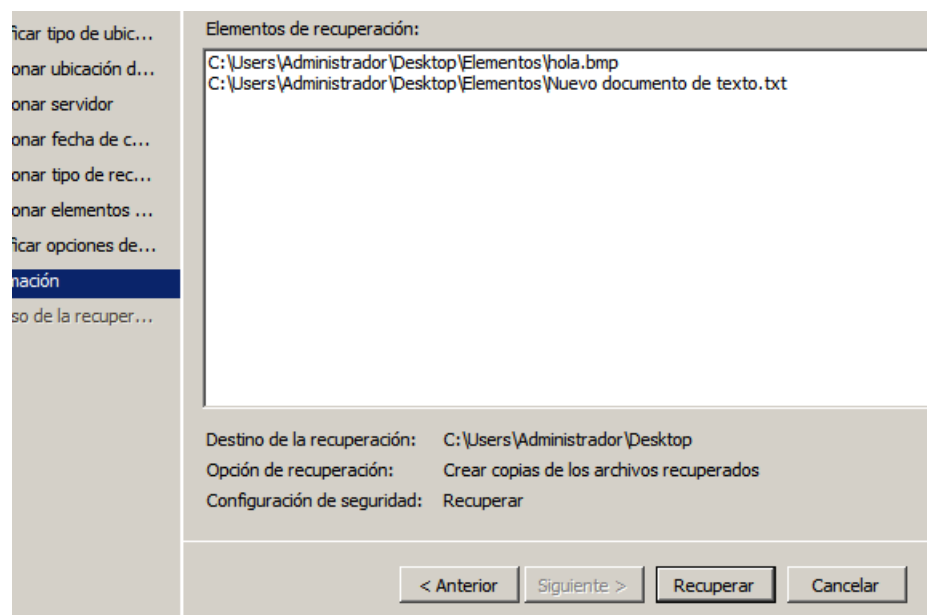 ficar tipo de ubic...
onar ubicación d...
onar servidor
onar fecha de c...
onar tipo de rec...
onar elementos ...
ficar opciones de...
mación
so de la recuper...
Elementos de recuperación:
C:\Users\Administrador\Desktop\Elementos\hola.bmp
C:\Users\Administrador\Desktop\Elementos\Nuevo documento de texto.txt
Destino de la recuperación: C:\Users\Administrador\Desktop
Opción de recuperación: Crear copias de los archivos recuperados
Configuración de seguridad: Recuperar
< Anterior Siguiente > Recuperar Cancelar